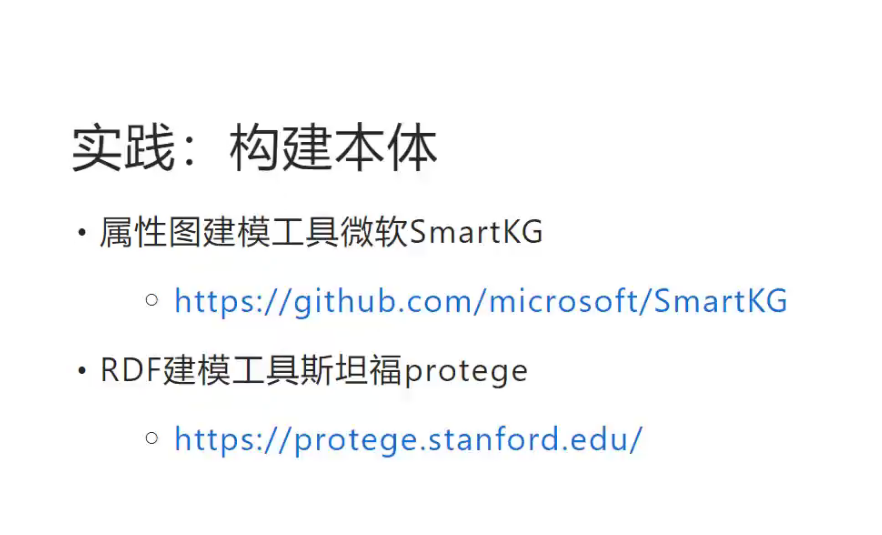 实践：构建本体
• 属性图建模工具微软SmartKG
○ https://github.com/microsoft/SmartKG
• RDF建模工具斯坦福protege
○ https://protege.stanford.edu/